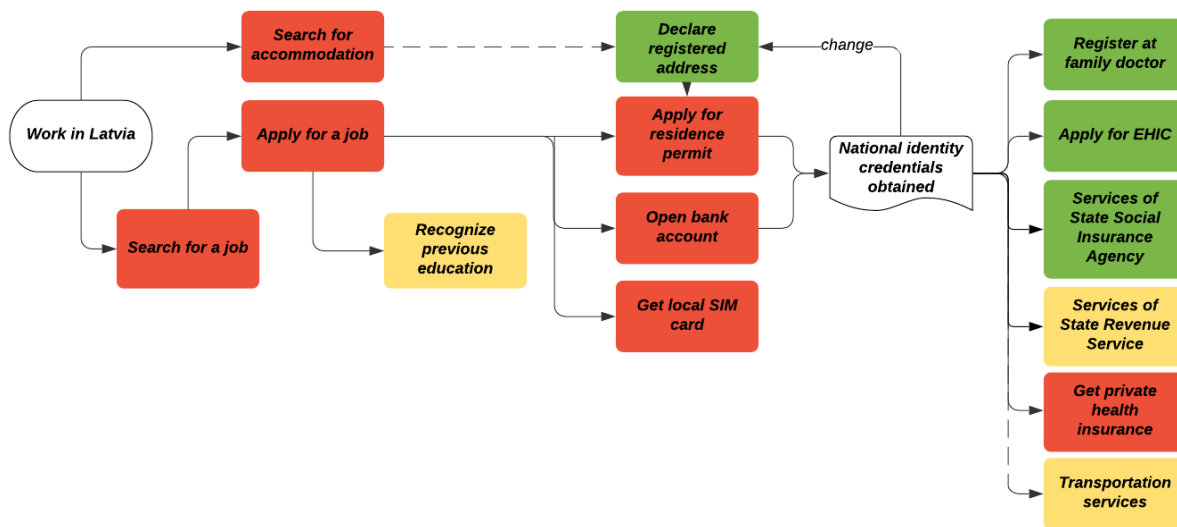 Search for
accommodation
Declare
registered
address
change
Register at
family doctor
Work in Latvia
Apply for a job
Apply for
residence
permit
National identity
credentials
obtained
Apply for EHIC
Search for a job
Recognize
previous
education
Open bank
account
Services of
State Social
Insurance
Agency
Get local SIM
card
Services of
State Revenue
Service
Get private
health
insurance
Transportation
services